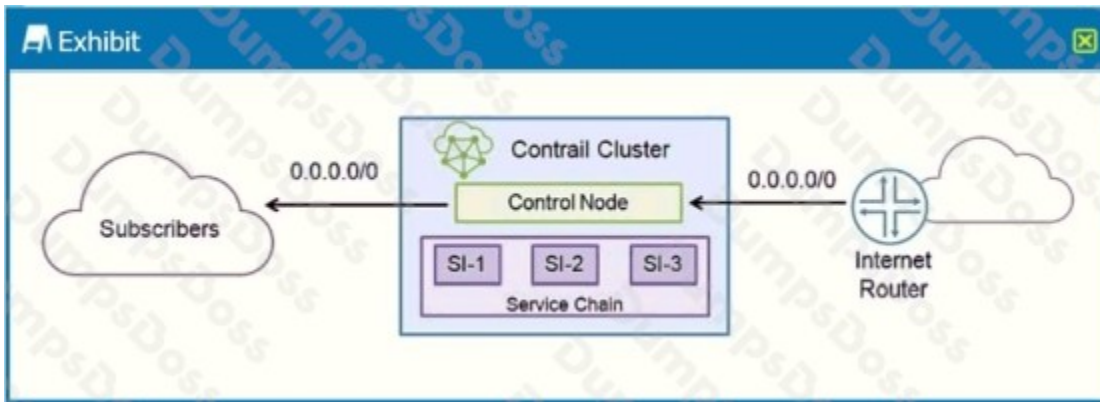 Exhibit
Contrail Cluster
0.0.0.0/0
0.0.0.0/0
Control Node
Subscribers
SI-1
SI-2
SI-3
Service Chain
Internet
Router
DumpsDoss